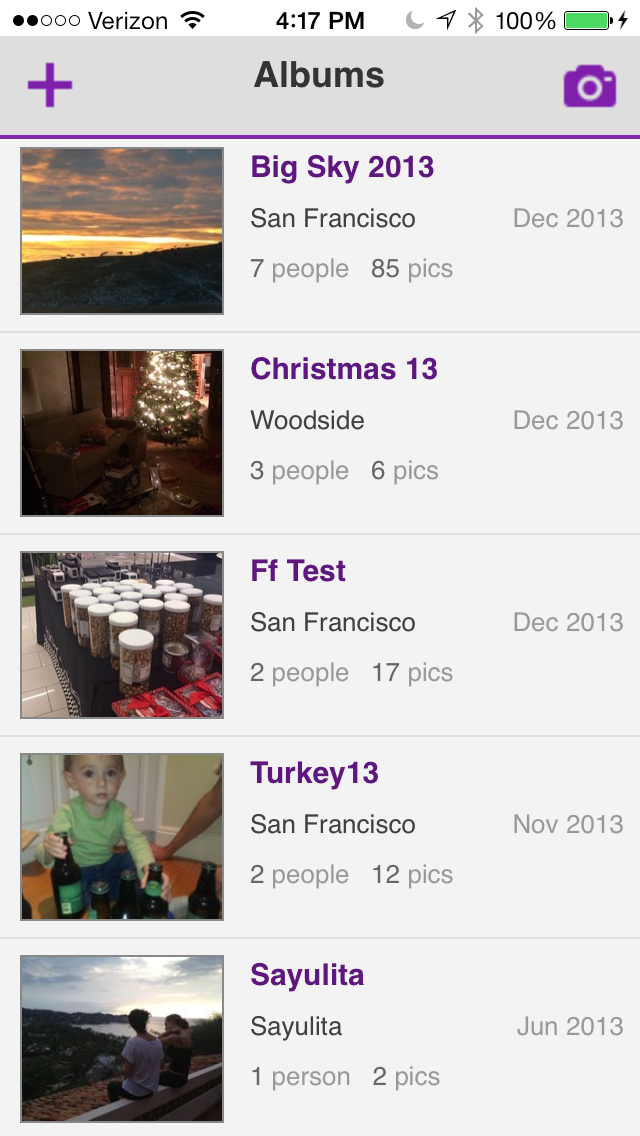 Verizon 4:17 PM 100%
Albums
Big Sky 2013
San Francisco Dec 2013
7 people 85 pics
Christmas 13
Woodside Dec 2013
3 people 6 pics
Ff Test
San Francisco Dec 2013
2 people 17 pics
Turkey13
San Francisco Nov 2013
2 people 12 pics
Sayulita
Sayulita Jun 2013
1 person 2 pics